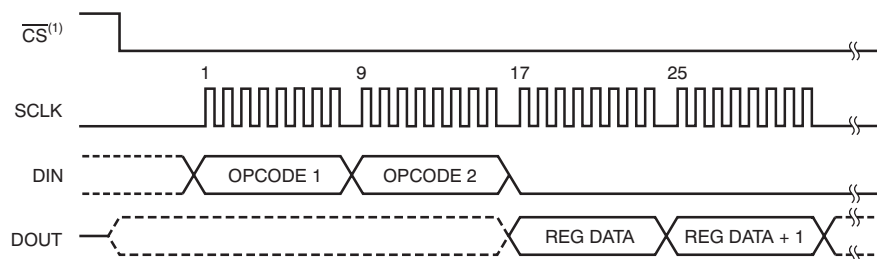 CS(1)
1 9 17 25
SCLK
DIN OPCODE 1 OPCODE 2
DOUT REG DATA REG DATA + 1